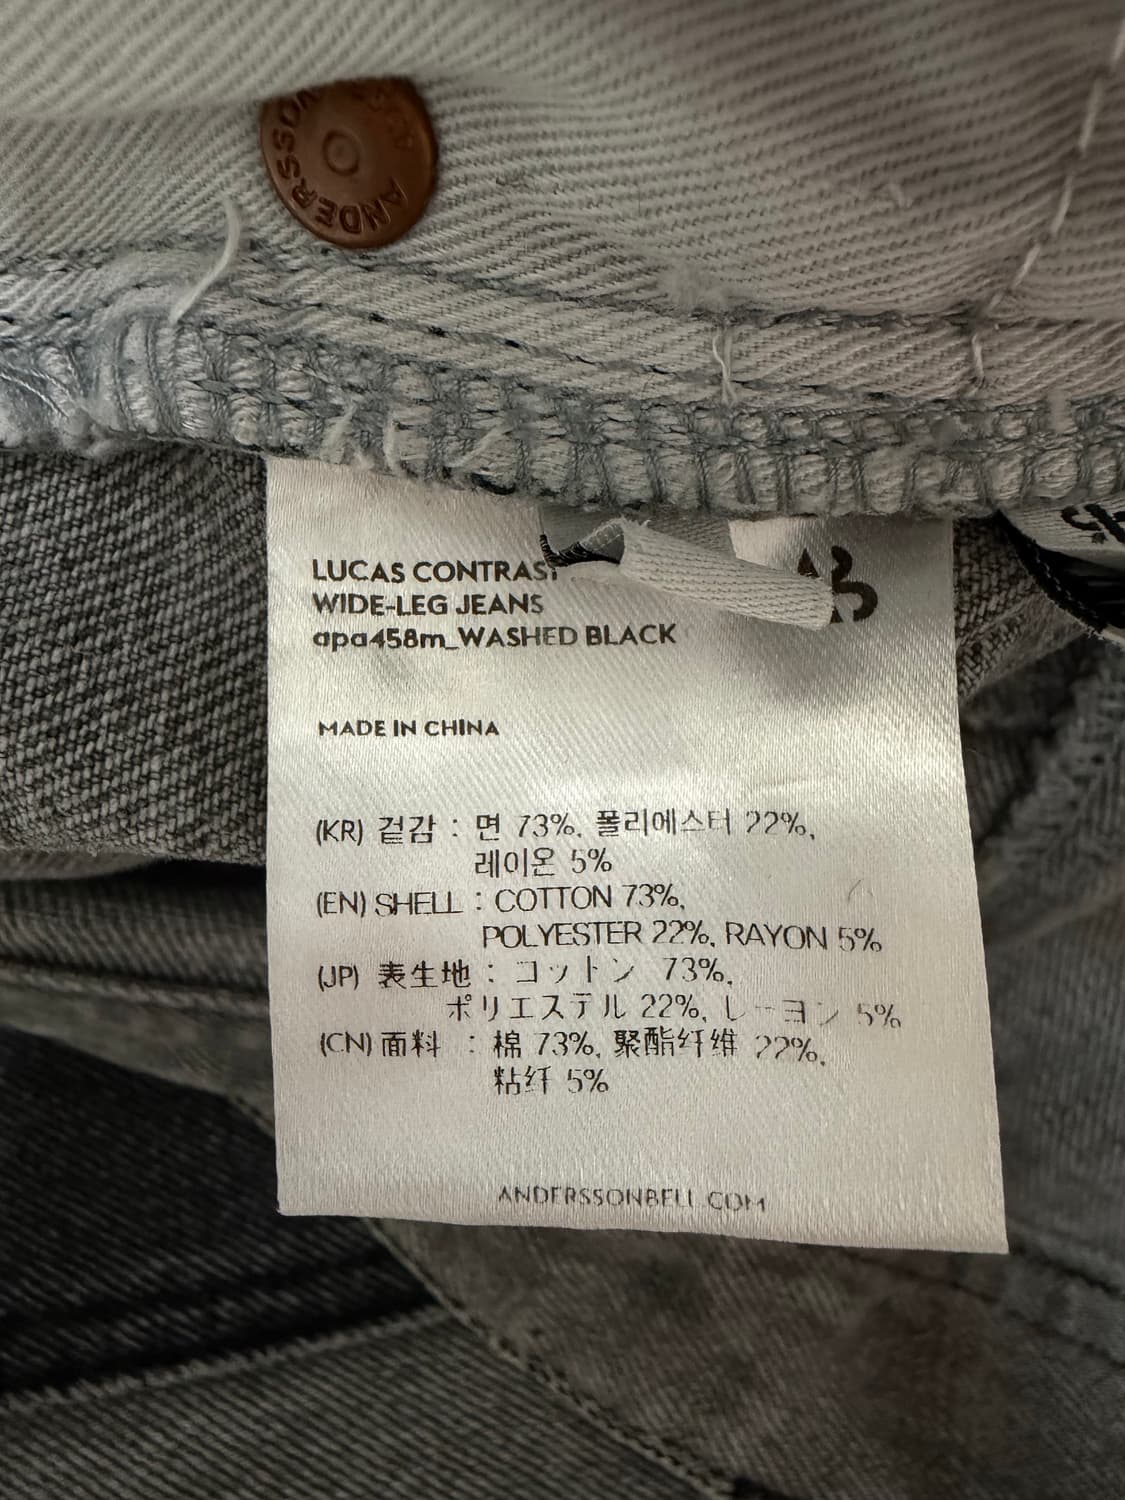 ANDERSSON
LUCAS CONTRAST
WIDE-LEG JEANS
apa458m_WASHED BLACK
MADE IN CHINA
(KR) 겉감 : 면 73%, 폴리에스터 22%,
레이온 5%
(EN) SHELL : COTTON 73%,
POLYESTER 22%, RAYON 5%
(JP) 表生地 : コットン 73%,
ポリエステル 22%, レーヨン 5%
(CN) 面料 : 棉 73%, 聚酯纤维 22%,
粘纤 5%
ANDERSSONBELL.COM